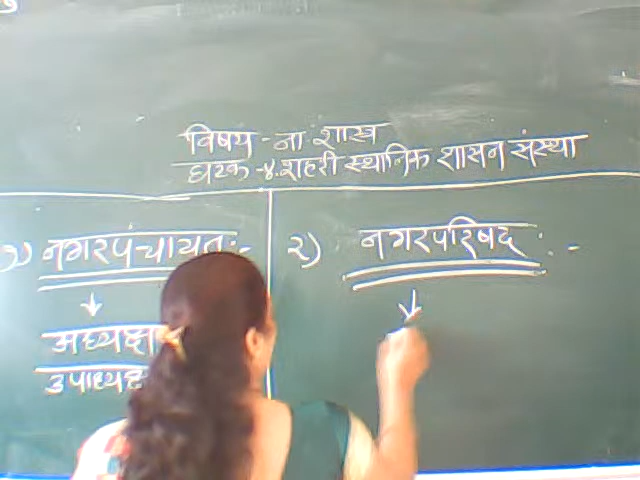 विषय - ना. शास्त्र
घटक - ४. शहरी स्थानिक शासन संस्था
१) नगरपंचायत :-
↓
अध्यक्ष
उपाध्यक्ष
२) नगरपरिषद :-
↓